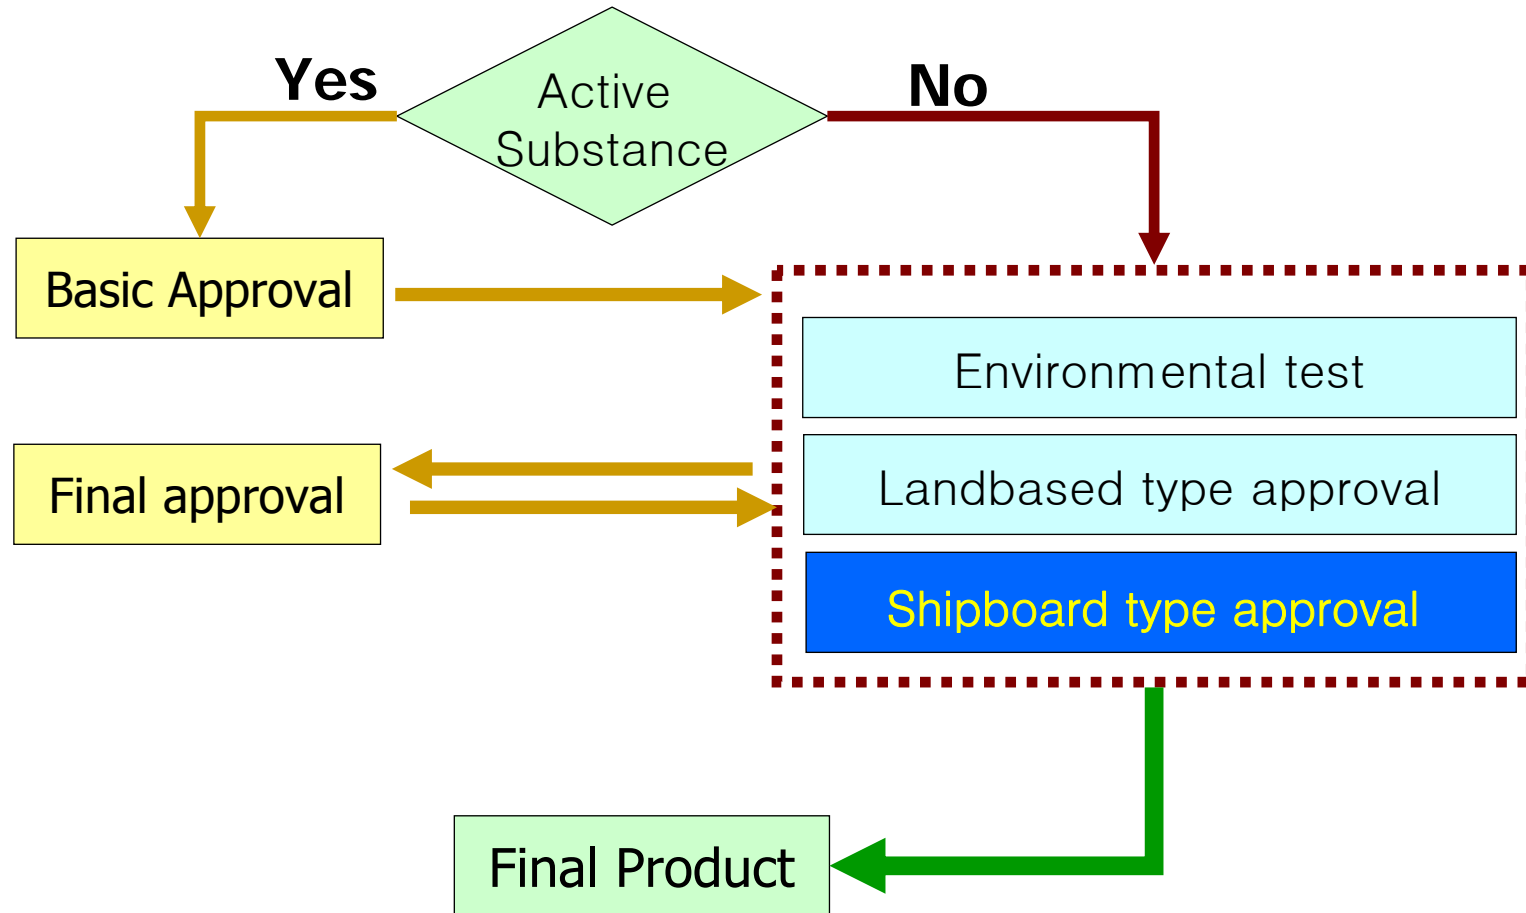 Yes
No
Active
Substance
Basic Approval
Environmental test
Final approval
Landbased type approval
Shipboard type approval
Final Product